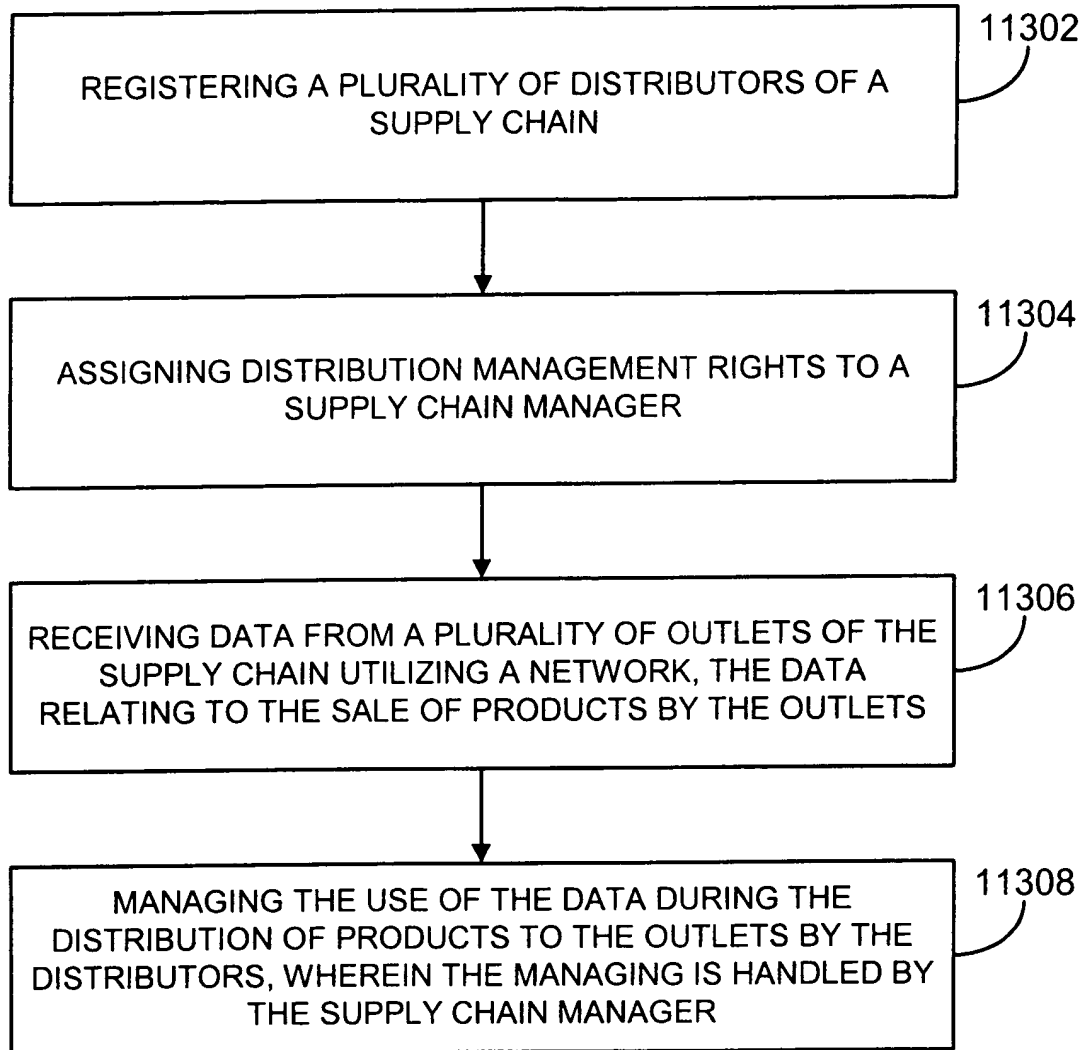 11302
REGISTERING A PLURALITY OF DISTRIBUTORS OF A
SUPPLY CHAIN
11304
ASSIGNING DISTRIBUTION MANAGEMENT RIGHTS TO A
SUPPLY CHAIN MANAGER
11306
RECEIVING DATA FROM A PLURALITY OF OUTLETS OF THE
SUPPLY CHAIN UTILIZING A NETWORK, THE DATA
RELATING TO THE SALE OF PRODUCTS BY THE OUTLETS
11308
MANAGING THE USE OF THE DATA DURING THE
DISTRIBUTION OF PRODUCTS TO THE OUTLETS BY THE
DISTRIBUTORS, WHEREIN THE MANAGING IS HANDLED BY
THE SUPPLY CHAIN MANAGER